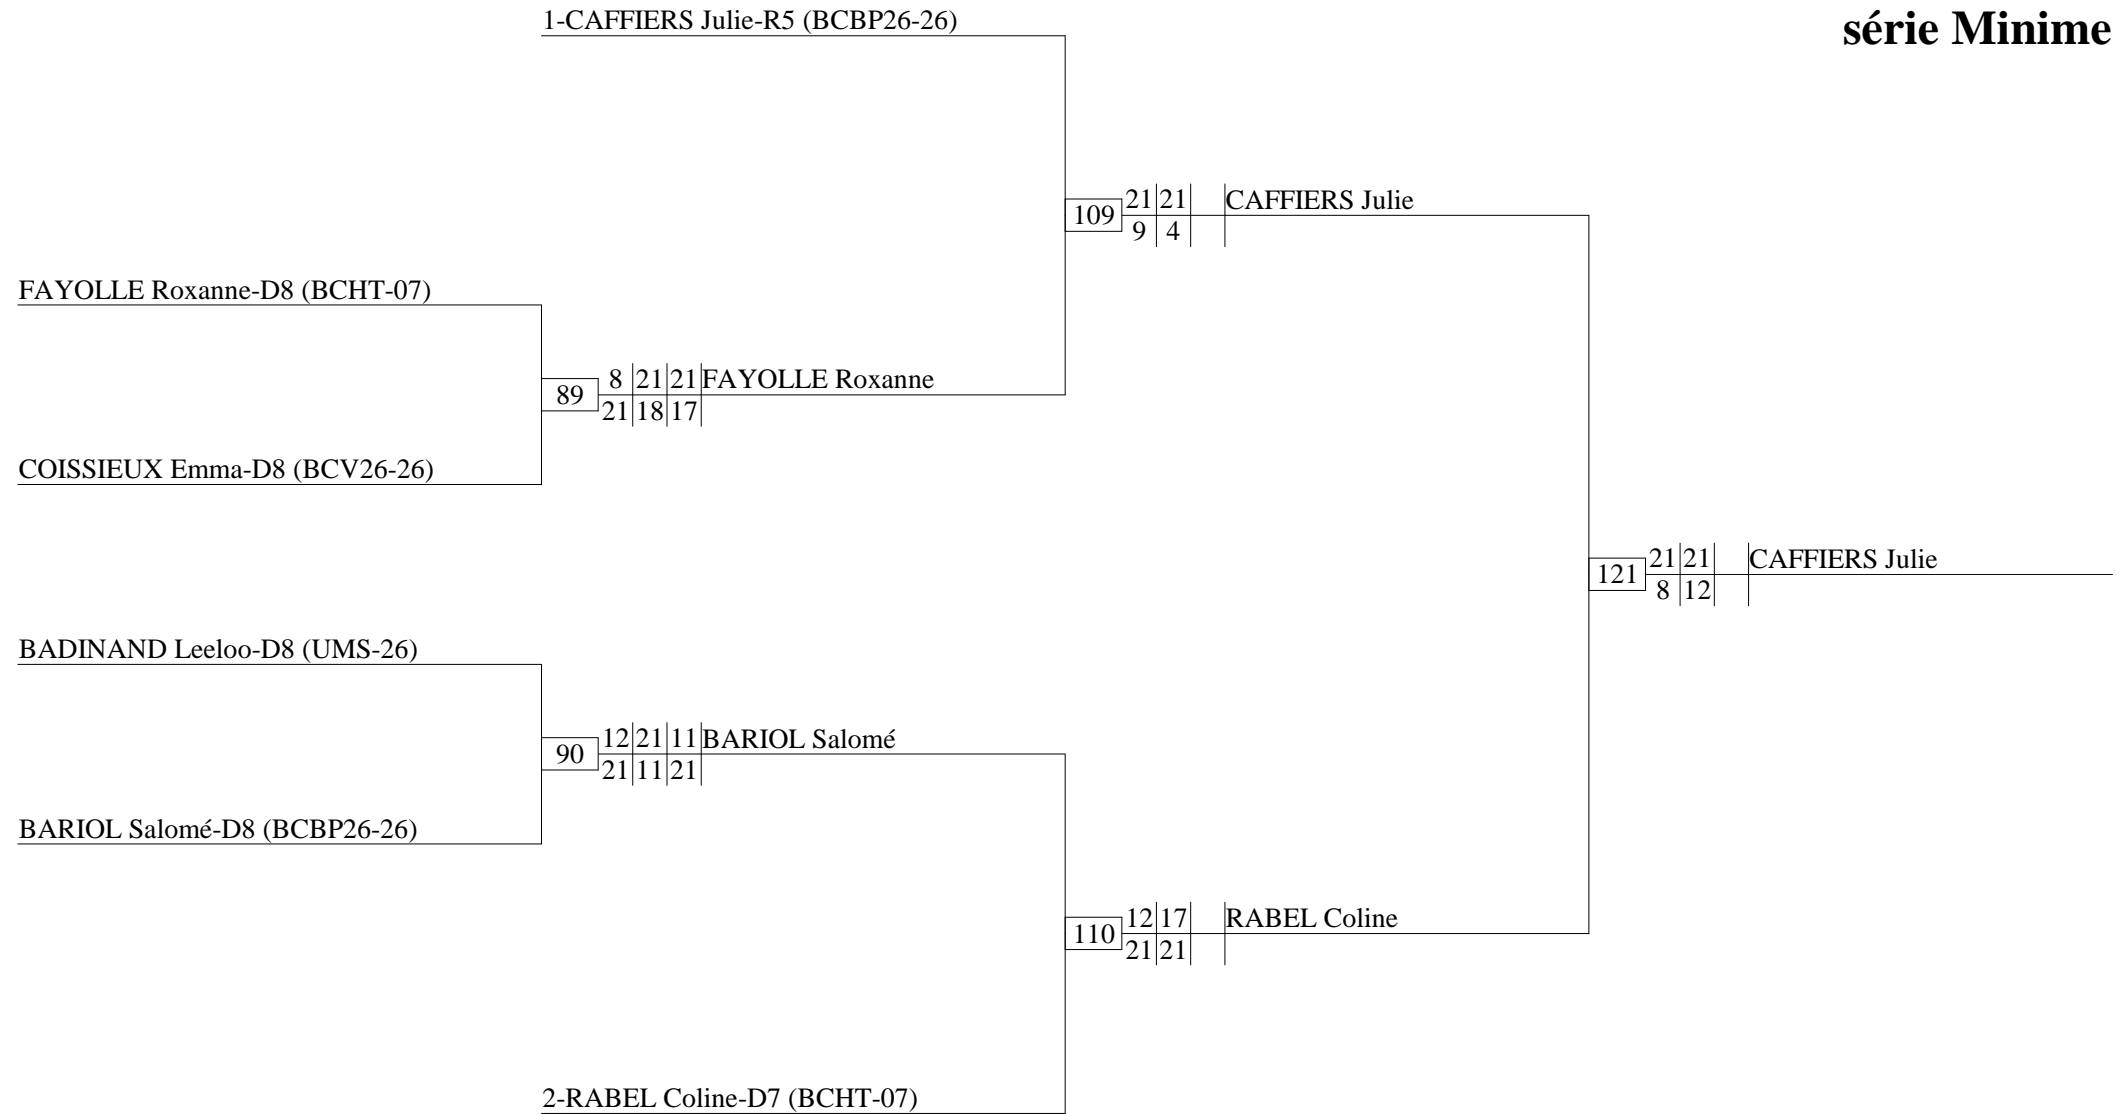 1-CAFFIERS Julie-R5 (BCBP26-26)
série Minime
109 21 21 CAFFIERS Julie
9 4
FAYOLLE Roxanne-D8 (BCHT-07)
89 8 21 21 FAYOLLE Roxanne
21 18 17
COISSIEUX Emma-D8 (BCV26-26)
121 21 21 CAFFIERS Julie
8 12
BADINAND Leeloo-D8 (UMS-26)
90 12 21 11 BARIOL Salomé
21 11 21
BARIOL Salomé-D8 (BCBP26-26)
110 12 17 RABEL Coline
21 21
2-RABEL Coline-D7 (BCHT-07)